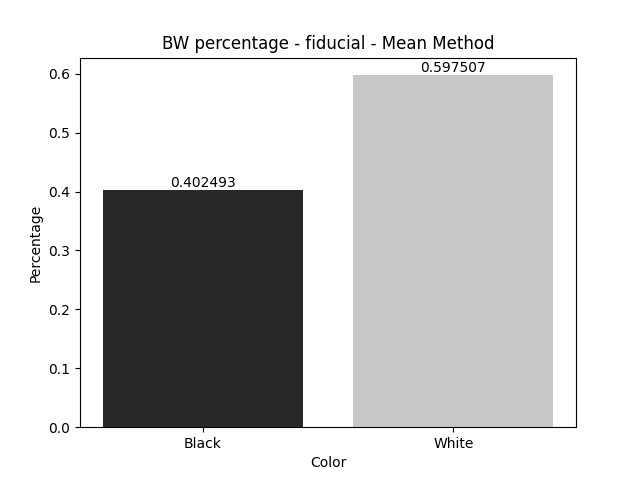 BW percentage - fiducial - Mean Method
0.597507
0.402493
0.6
0.5
0.4
0.3
0.2
0.1
0.0
Percentage
Black
White
Color